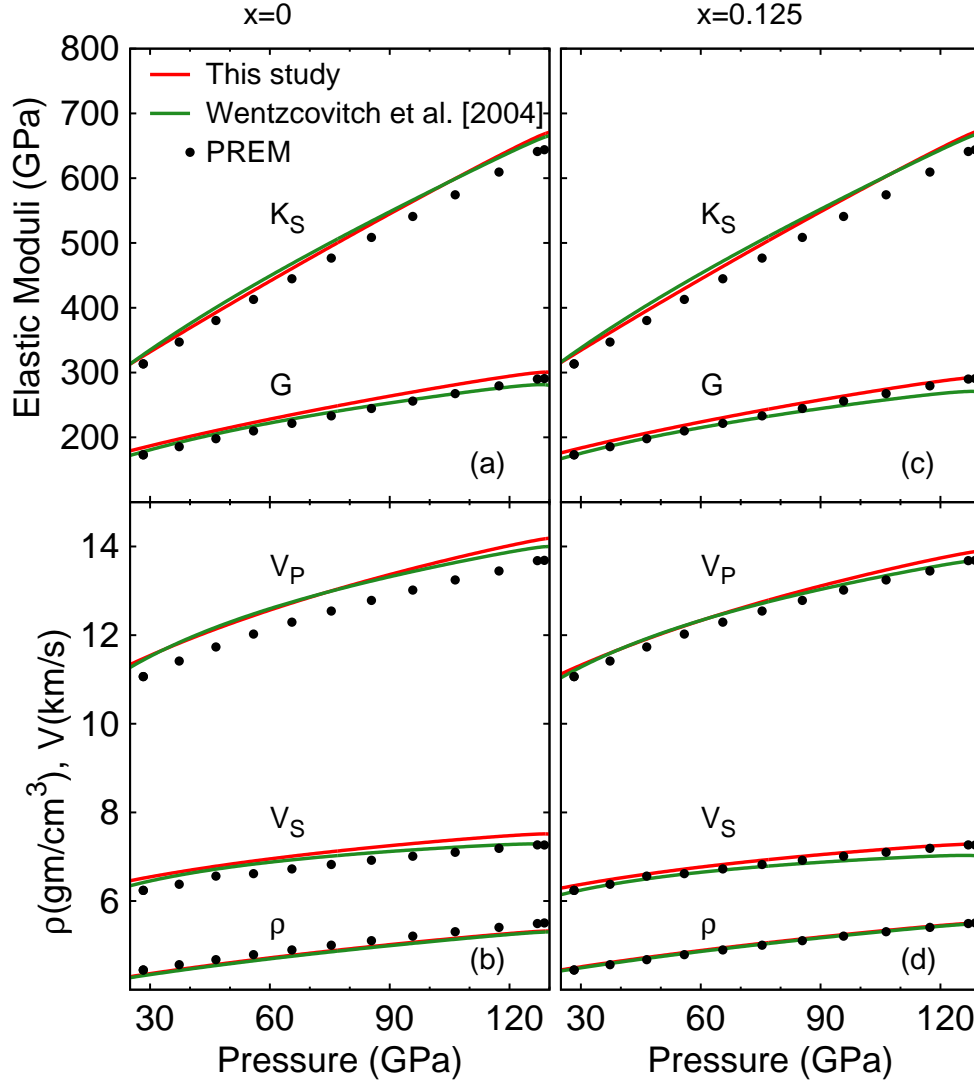 x=0
x=0.125
800
700
600
500
400
300
200
Elastic Moduli (GPa)
This study
Wentzcovitch et al. [2004]
PREM
K_S
G
(a)
K_S
G
(c)
14
12
10
8
6
ρ(gm/cm³), V(km/s)
V_P
V_S
ρ
(b)
V_P
V_S
ρ
(d)
30 60 90 120
30 60 90 120
Pressure (GPa)
Pressure (GPa)